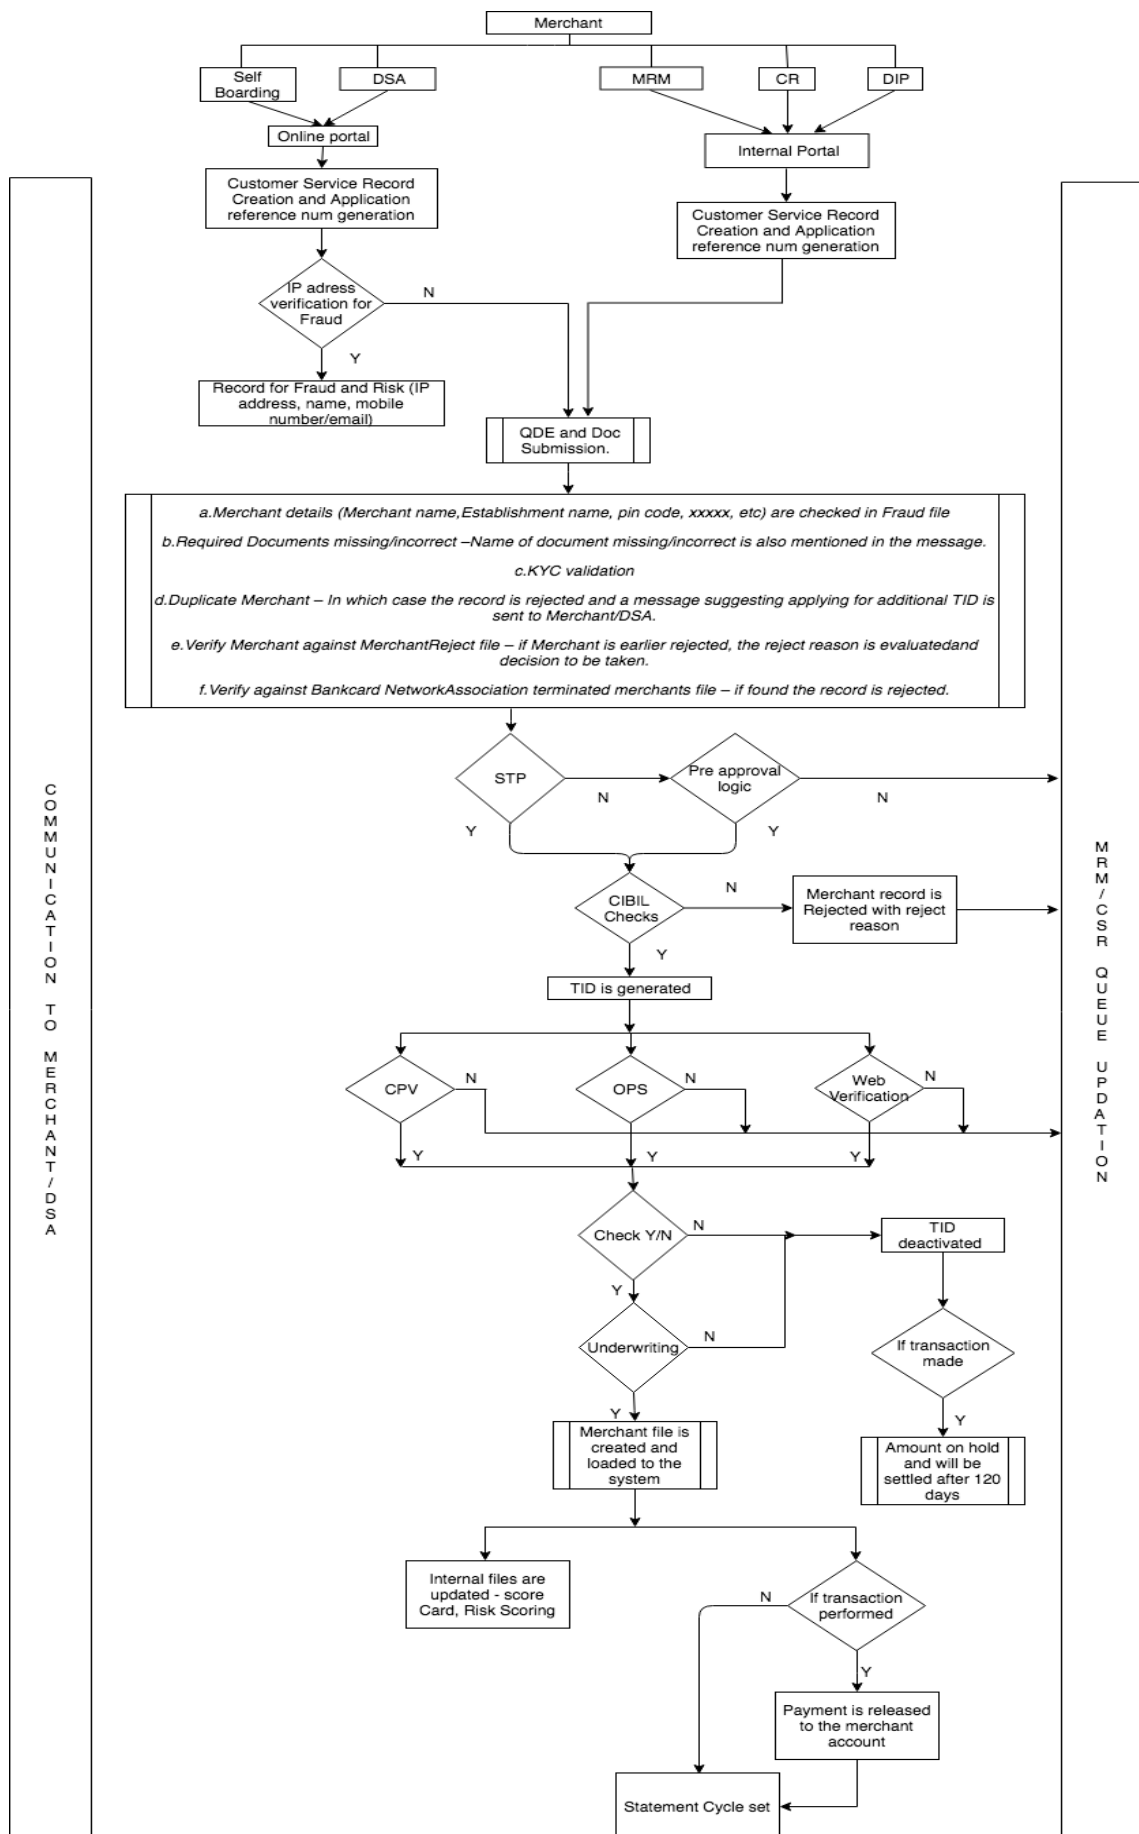 Merchant
Self
Boarding
DSA
MRM
CR
DIP
Online portal
Internal Portal
Customer Service Record
Creation and Application
reference num generation
Customer Service Record
Creation and Application
reference num generation
IP adress
verification for
Fraud
N
Y
Record for Fraud and Risk (IP
address, name, mobile
number/email)
QDE and Doc
Submission.
a.Merchant details (Merchant name,Establishment name, pin code, xxxxx, etc) are checked in Fraud file
b.Required Documents missing/incorrect –Name of document missing/incorrect is also mentioned in the message.
c.KYC validation
d.Duplicate Merchant – In which case the record is rejected and a message suggesting applying for additional TID is
sent to Merchant/DSA.
e.Verify Merchant against MerchantReject file – if Merchant is earlier rejected, the reject reason is evaluatedand
decision to be taken.
f.Verify against Bankcard NetworkAssociation terminated merchants file – if found the record is rejected.
STP
N
Pre approval
logic
N
Y
Y
CIBIL
Checks
N
Merchant record is
Rejected with reject
reason
Y
TID is generated
CPV
N
OPS
N
Web
Verification
N
Y
Y
Y
Check Y/N
N
TID
deactivated
Y
Underwriting
N
If transaction
made
Y
Y
Merchant file is
created and
loaded to the
system
Amount on hold
and will be
settled after 120
days
Internal files are
updated - score
Card, Risk Scoring
N
If transaction
performed
Y
Payment is released
to the merchant
account
Statement Cycle set
COMMUNICATION TO MERCHANT/DSA
MRM/CSR QUEUE UPDATION